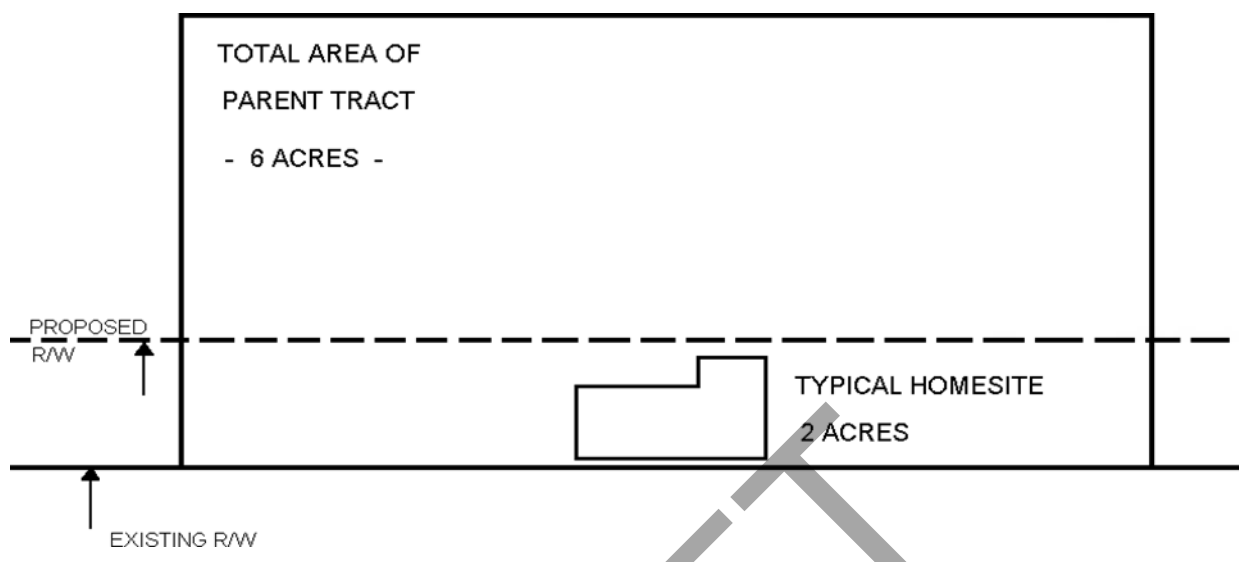 TOTAL AREA OF
PARENT TRACT
- 6 ACRES -
PROPOSED
R/W
TYPICAL HOMESITE
2 ACRES
EXISTING R/W